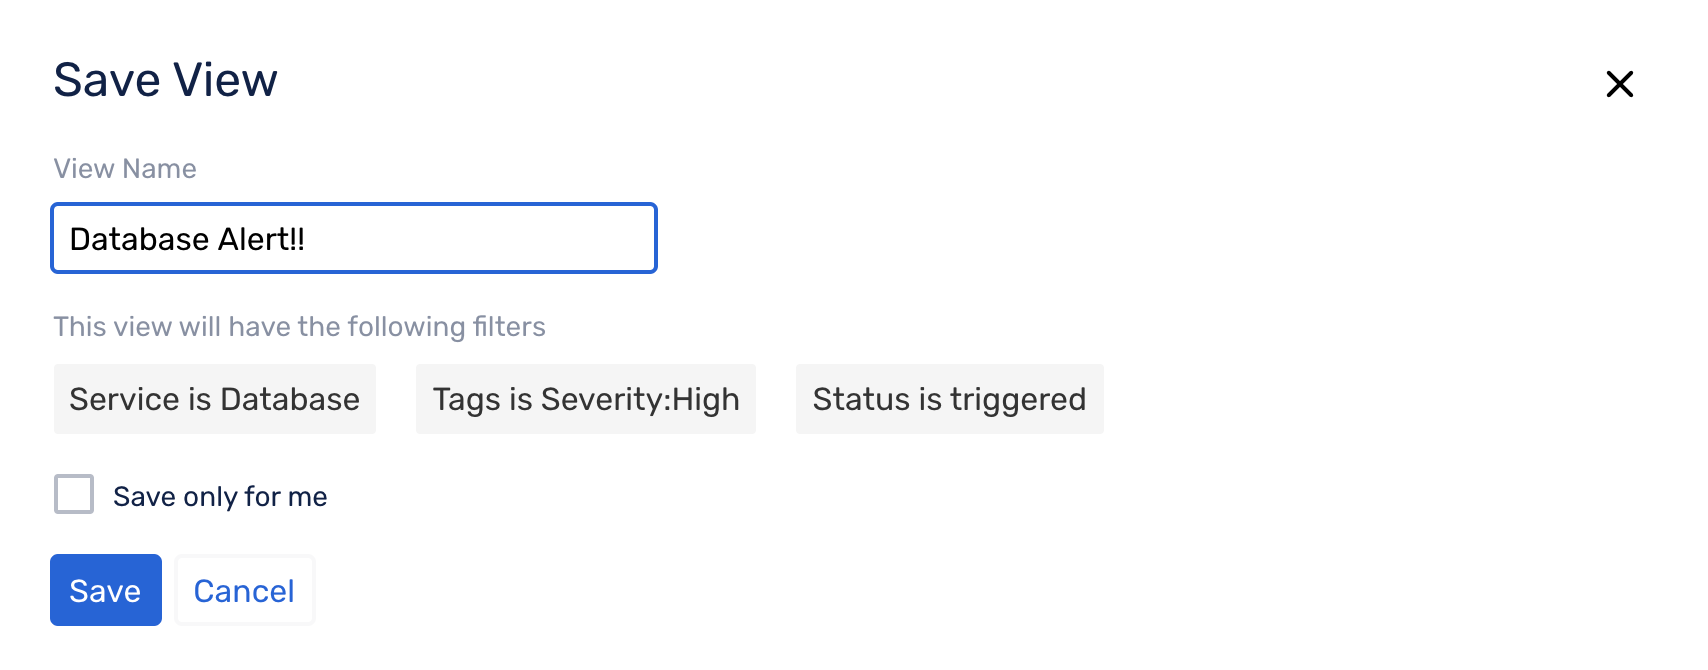 Save View
View Name
Database Alert!!
This view will have the following filters
Service is Database
Tags is Severity:High
Status is triggered
Save only for me
Save
Cancel